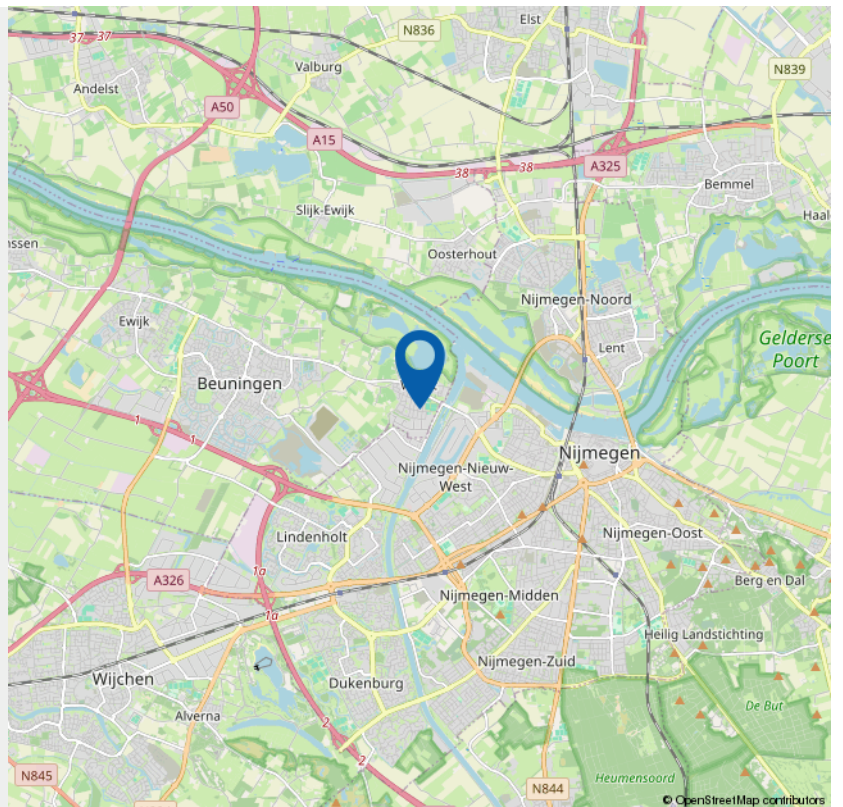 Elst
N836
37
37
Valburg
N839
Andelst
A50
A15
A325
38
38
Bemmel
Slijk-Ewijk
Haal
nssen
Oosterhout
Nijmegen-Noord
Ewijk
Lent
Gelderse
Poort
Beuningen
1
1
Nijmegen
Nijmegen-Nieuw-
West
Lindenholt
Nijmegen-Oost
A326
1a
Berg en Dal
Nijmegen-Midden
1a
Heilig Landstichting
Nijmegen-Zuid
Wijchen
Dukenburg
De But
Alverna
2
2
N845
Heumensoord
N844
© OpenStreetMap contributors